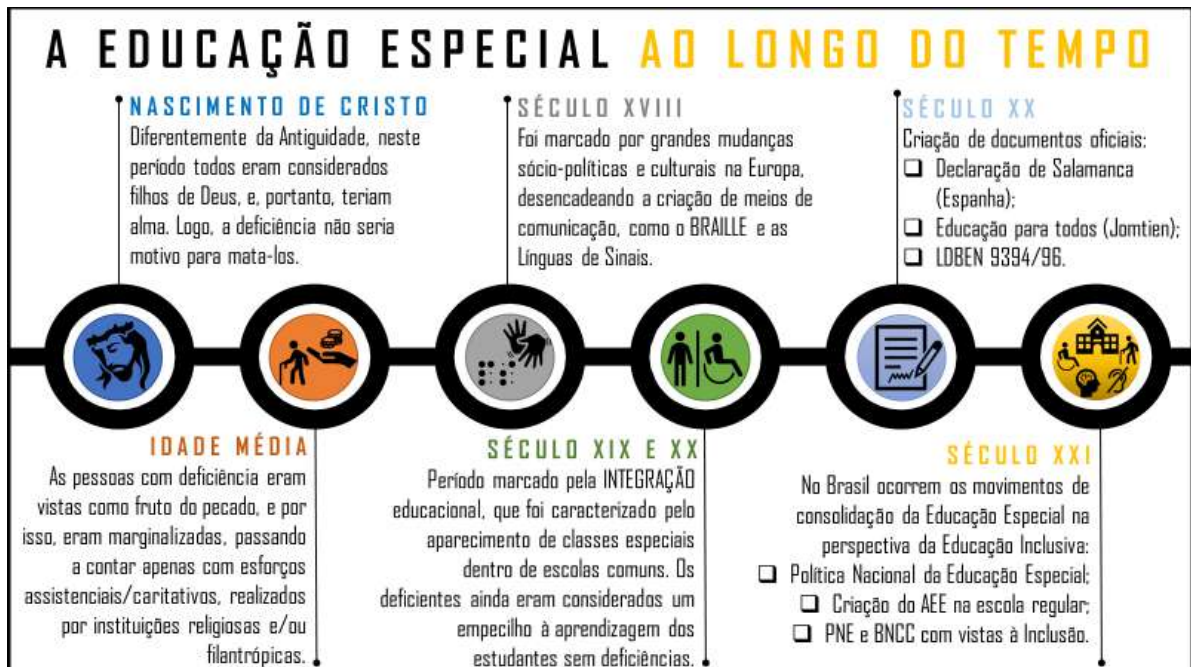 A EDUCAÇÃO ESPECIAL AO LONGO DO TEMPO
NASCIMENTO DE CRISTO
Diferentemente da Antiguidade, neste
período todos eram considerados
filhos de Deus, e, portanto, teriam
alma. Logo, a deficiência não seria
motivo para mata-los.
IDADE MÉDIA
As pessoas com deficiência eram
vistas como fruto do pecado, e por
isso, eram marginalizadas, passando
a contar apenas com esforços
assistenciais/caritativos, realizados
por instituições religiosas e/ou
filantrópicas.
SÉCULO XVIII
Foi marcado por grandes mudanças
sócio-políticas e culturais na Europa,
desencadeando a criação de meios de
comunicação, como o BRAILLE e as
Línguas de Sinais.
SÉCULO XIX E XX
Período marcado pela INTEGRAÇÃO
educacional, que foi caracterizado pelo
aparecimento de classes especiais
dentro de escolas comuns. Os
deficientes ainda eram considerados um
empecilho à aprendizagem dos
estudantes sem deficiências.
SÉCULO XX
Criação de documentos oficiais:
❑ Declaração de Salamanca
(Espanha);
❑ Educação para todos (Jomtien);
❑ LDBEN 9394/96.
SÉCULO XXI
No Brasil ocorrem os movimentos de
consolidação da Educação Especial na
perspectiva da Educação Inclusiva:
❑ Política Nacional da Educação Especial;
❑ Criação do AEE na escola regular;
❑ PNE e BNCC com vistas à Inclusão.